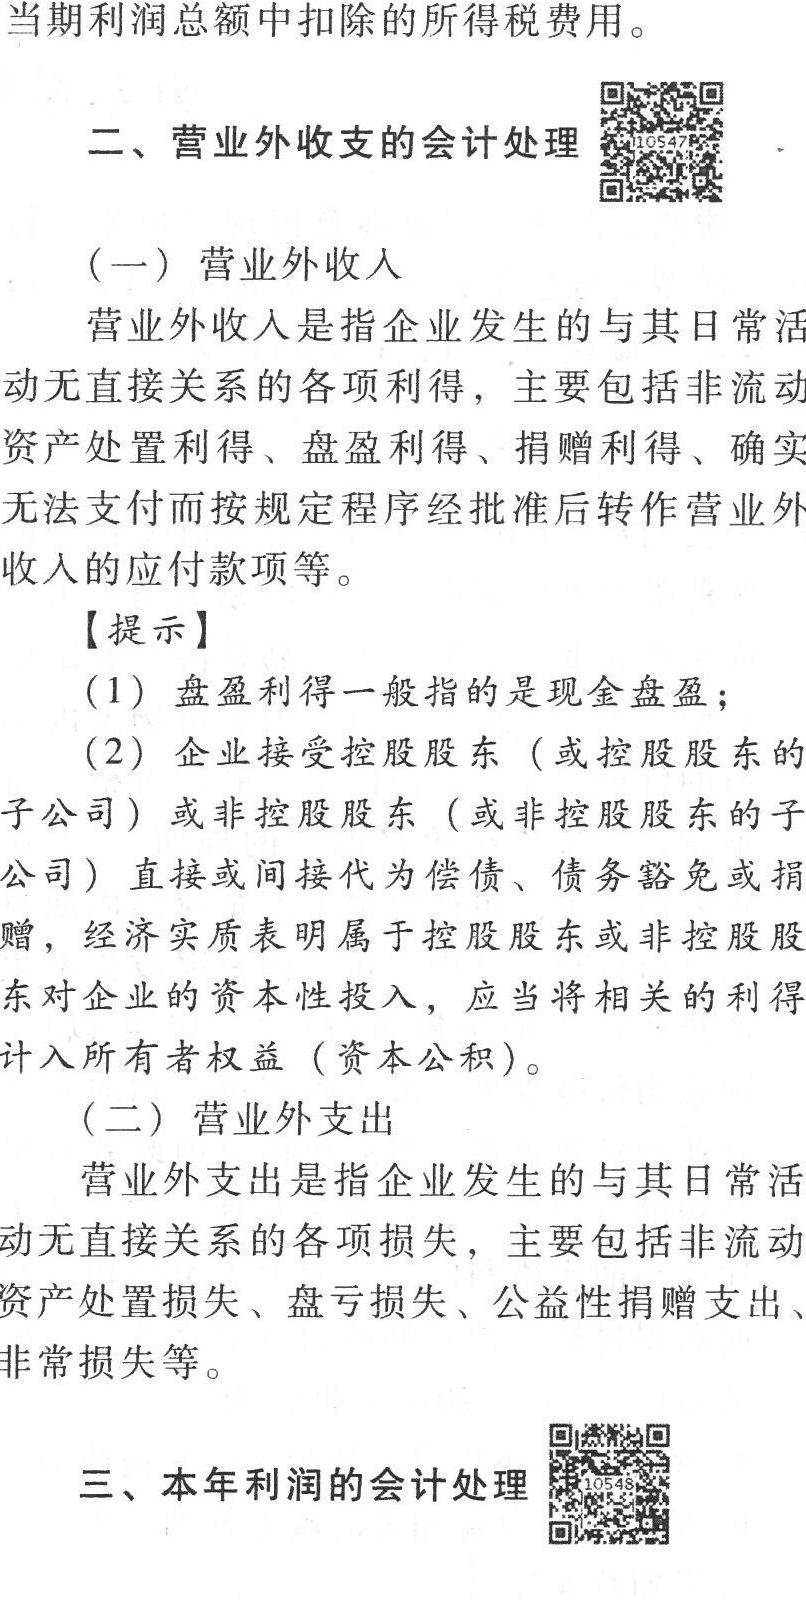 当期利润总额中扣除的所得税费用。
二、营业外收支的会计处理
10547
（一）营业外收入
营业外收入是指企业发生的与其日常活
动无直接关系的各项利得，主要包括非流动
资产处置利得、盘盈利得、捐赠利得、确实
无法支付而按规定程序经批准后转作营业外
收入的应付款项等。
【提示】
（1）盘盈利得一般指的是现金盘盈；
（2）企业接受控股股东（或控股股东的
子公司）或非控股股东（或非控股股东的子
公司）直接或间接代为偿债、债务豁免或捐
赠，经济实质表明属于控股股东或非控股股
东对企业的资本性投入，应当将相关的利得
计入所有者权益（资本公积）。
（二）营业外支出
营业外支出是指企业发生的与其日常活
动无直接关系的各项损失，主要包括非流动
资产处置损失、盘亏损失、公益性捐赠支出、
非常损失等。
三、本年利润的会计处理
10548